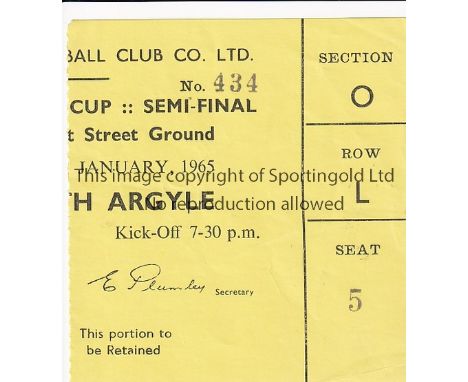 BALL CLUB CO. LTD.
No. 434
CUP :: SEMI-FINAL
t Street Ground
JANUARY, 1965
This image copyright of Sportingold Ltd
TH ARGYLE
No reproduction allowed
Kick-Off 7-30 p.m.
E Plumley Secretary
This portion to
be Retained
SECTION
O
ROW
L
SEAT
5